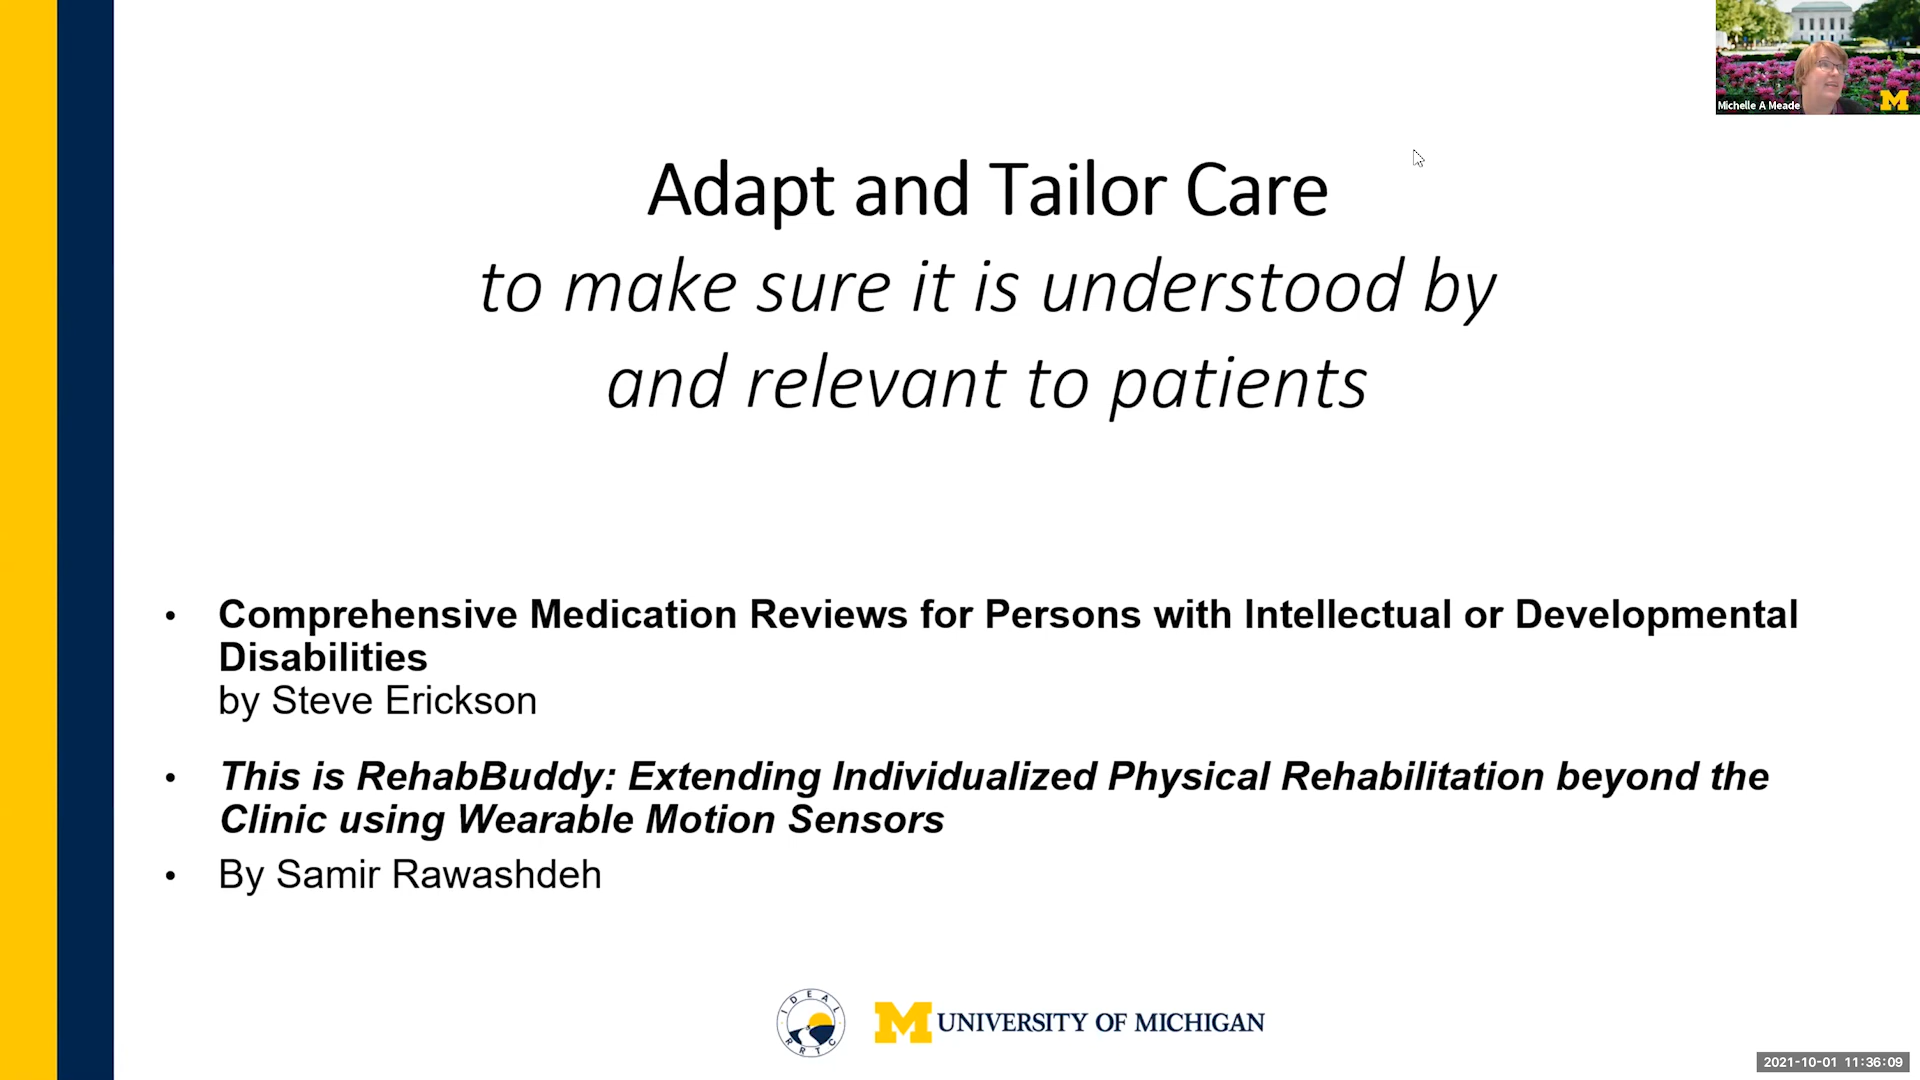 Michelle A Meade
Adapt and Tailor Care
to make sure it is understood by
and relevant to patients
• Comprehensive Medication Reviews for Persons with Intellectual or Developmental
Disabilities
by Steve Erickson
• This is RehabBuddy: Extending Individualized Physical Rehabilitation beyond the
Clinic using Wearable Motion Sensors
• By Samir Rawashdeh
IDEAL
RRTC
M UNIVERSITY OF MICHIGAN
M
2021-10-01 11:36:09